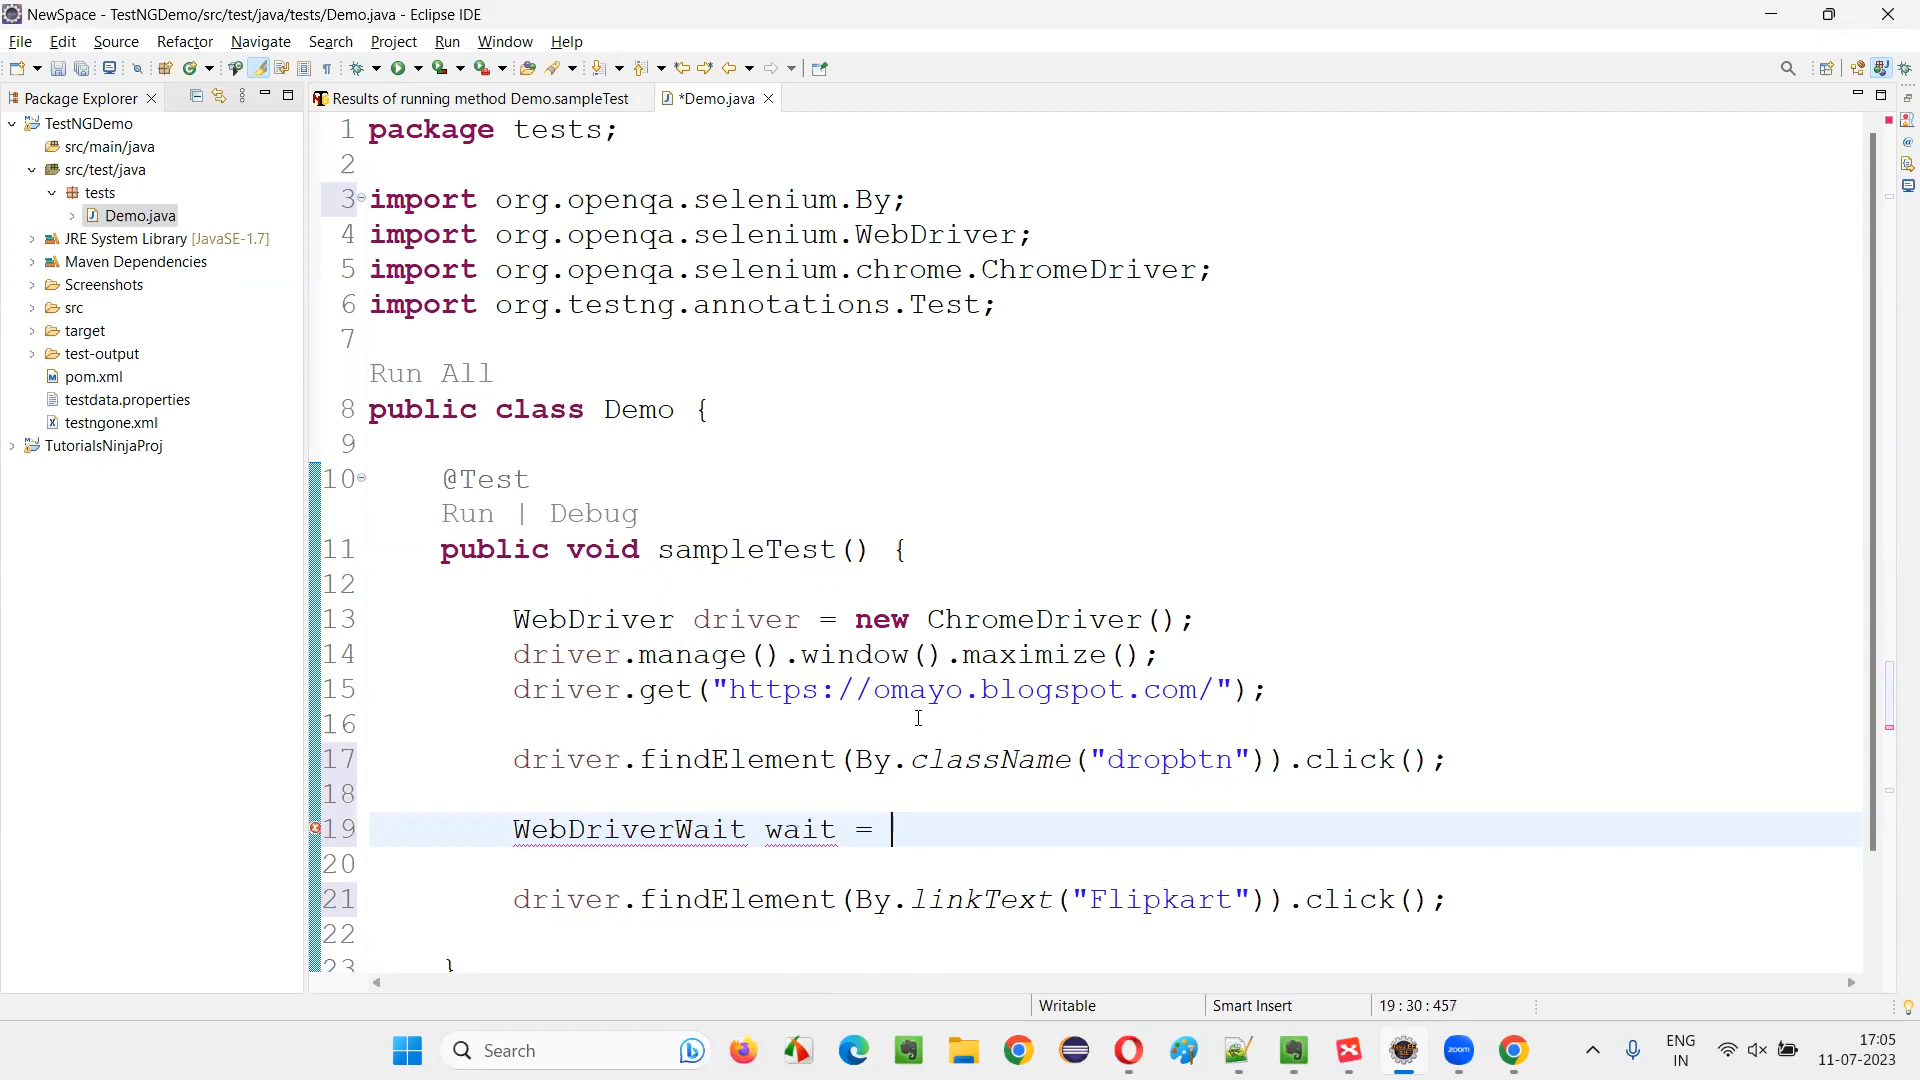 NewSpace - TestNGDemo/src/test/java/tests/Demo.java - Eclipse IDE
File Edit Source Refactor Navigate Search Project Run Window Help
Package Explorer
TestNGDemo
src/main/java
src/test/java
tests
Demo.java
JRE System Library [JavaSE-1.7]
Maven Dependencies
Screenshots
src
target
test-output
pom.xml
testdata.properties
testngone.xml
TutorialsNinjaProj
Results of running method Demo.sampleTest
*Demo.java
1 package tests;
2
3 import org.openqa.selenium.By;
4 import org.openqa.selenium.WebDriver;
5 import org.openqa.selenium.chrome.ChromeDriver;
6 import org.testng.annotations.Test;
7
Run All
8 public class Demo {
9
10 @Test
Run | Debug
11 public void sampleTest() {
12
13 WebDriver driver = new ChromeDriver();
14 driver.manage().window().maximize();
15 driver.get("https://omayo.blogspot.com/");
16
17 driver.findElement(By.className("dropbtn")).click();
18
19 WebDriverWait wait =
20
21 driver.findElement(By.linkText("Flipkart")).click();
22
23 }
Writable Smart Insert 19 : 30 : 457
Search
zoom
ENG
IN
17:05
11-07-2023